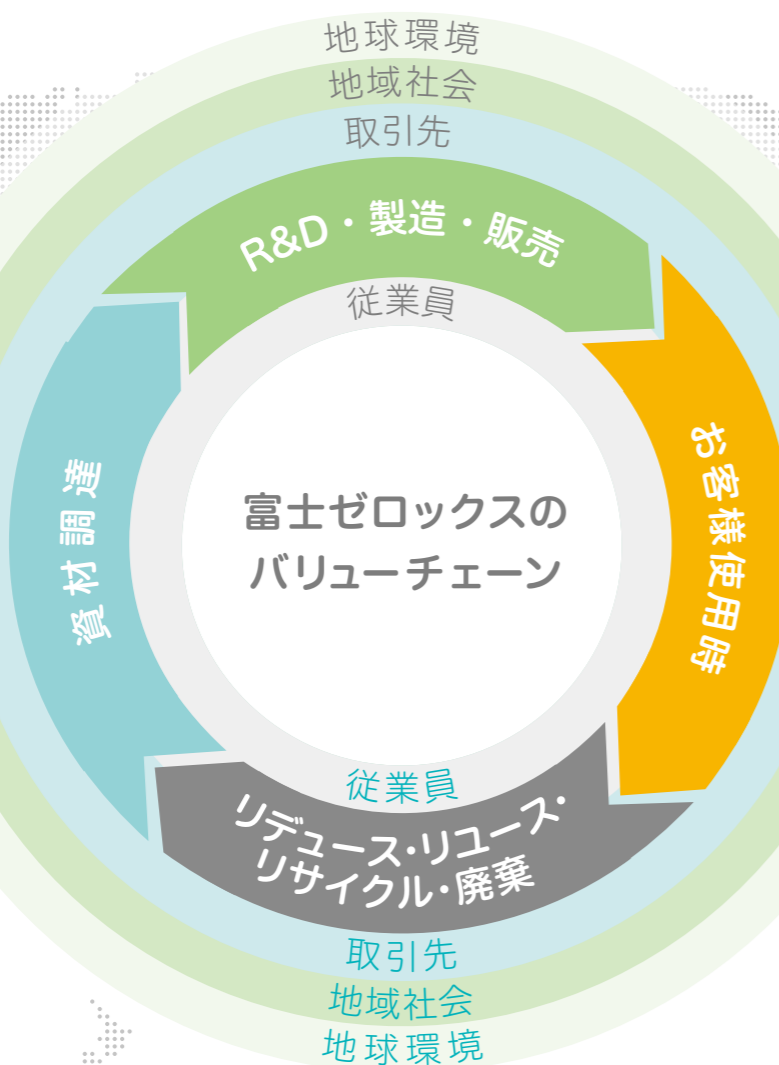 地球環境
地域社会
取引先
R&D・製造・販売
従業員
お客様使用時
資材調達
富士ゼロックスの
バリューチェーン
従業員
リデュース・リユース・
リサイクル・廃棄
取引先
地域社会
地球環境